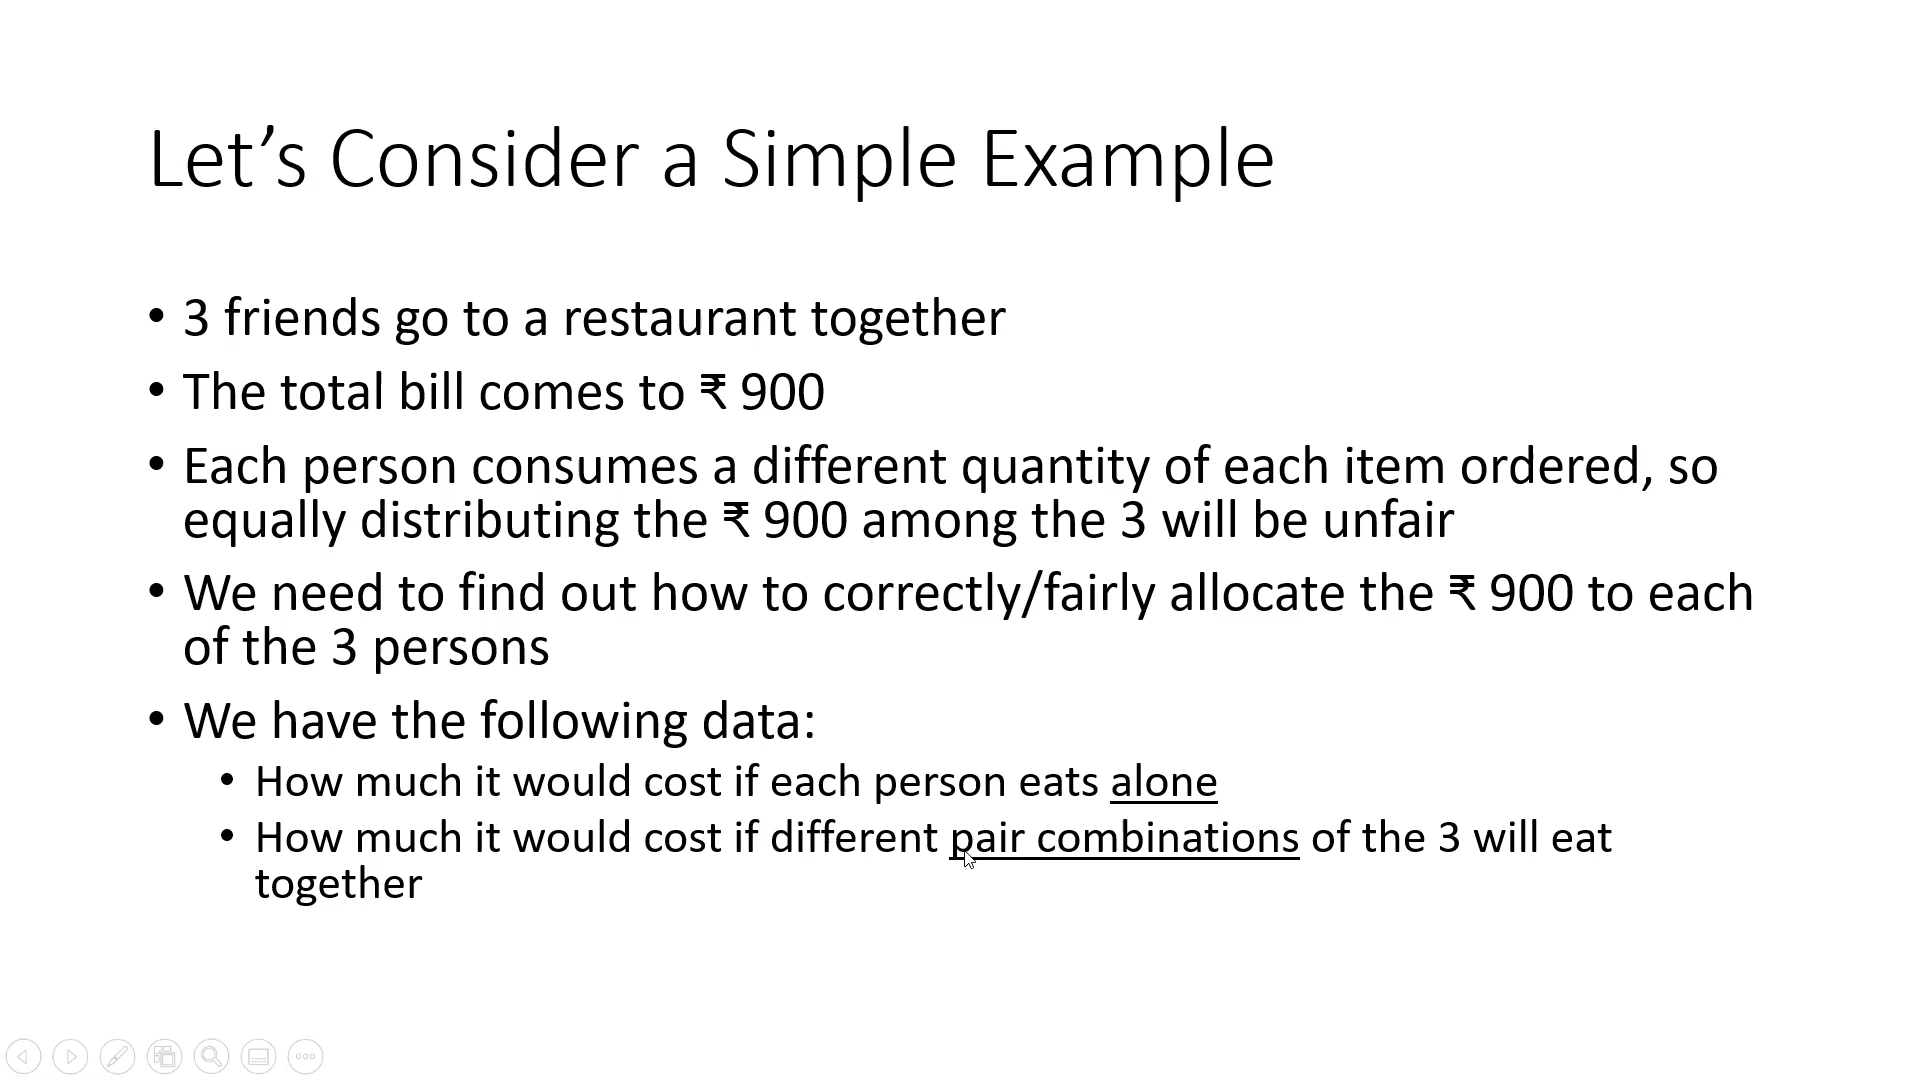 Let’s Consider a Simple Example
• 3 friends go to a restaurant together
• The total bill comes to ₹ 900
• Each person consumes a different quantity of each item ordered, so
equally distributing the ₹ 900 among the 3 will be unfair
• We need to find out how to correctly/fairly allocate the ₹ 900 to each
of the 3 persons
• We have the following data:
• How much it would cost if each person eats alone
• How much it would cost if different pair combinations of the 3 will eat
together